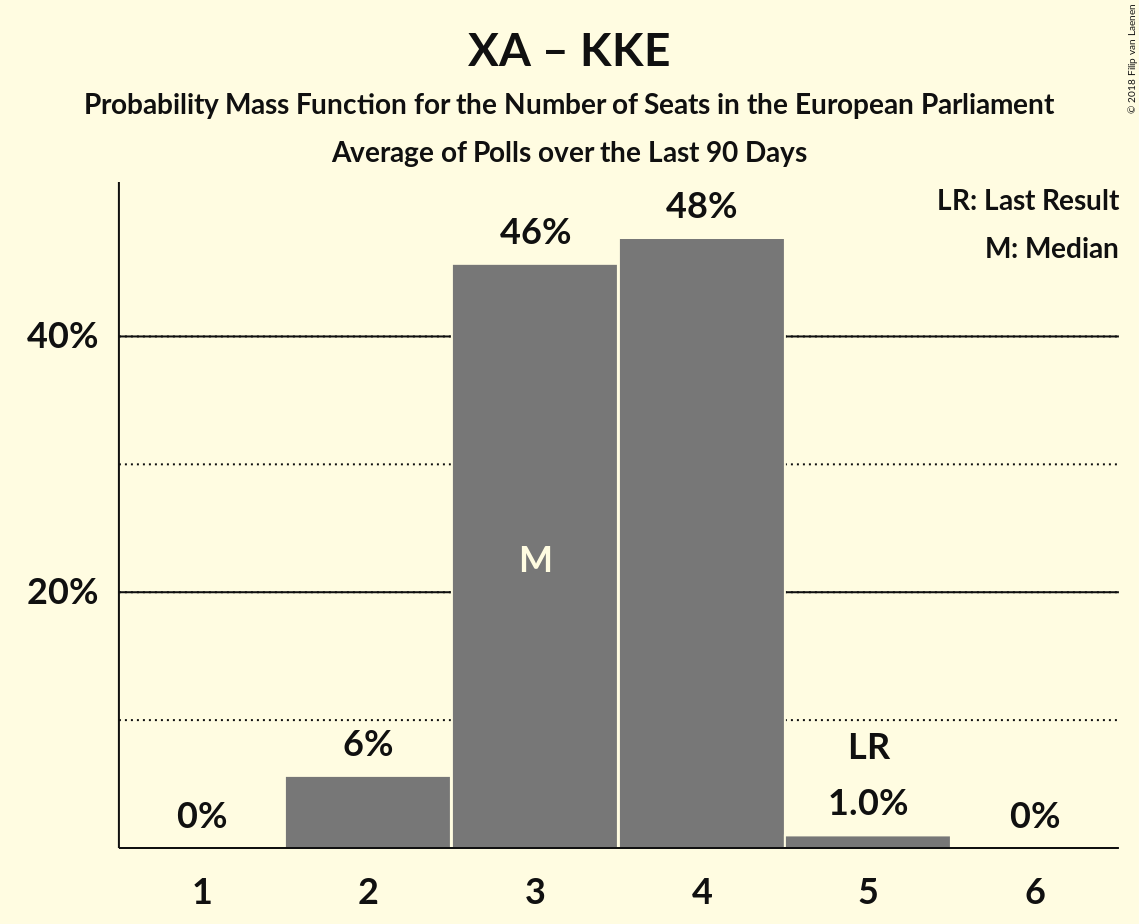 XA – KKE
Probability Mass Function for the Number of Seats in the European Parliament
Average of Polls over the Last 90 Days
© 2018 Filip van Laenen
LR: Last Result
M: Median
48%
46%
40%
M
20%
6%
LR
1.0%
0%
0%
1 2 3 4 5 6